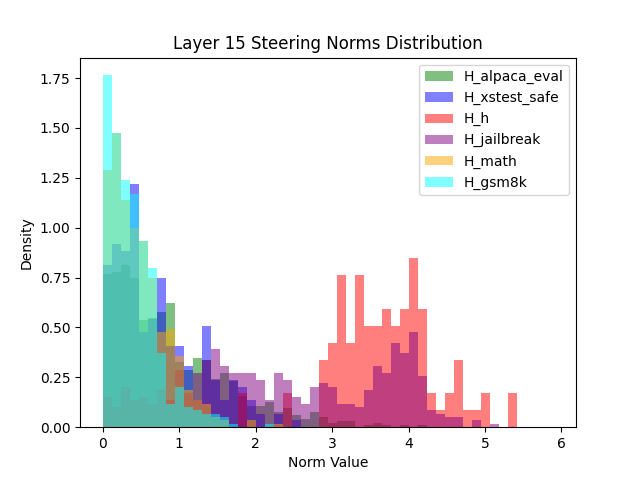 Layer 15 Steering Norms Distribution
H_alpaca_eval
H_xstest_safe
H_h
H_jailbreak
H_math
H_gsm8k
Density
1.75
1.50
1.25
1.00
0.75
0.50
0.25
0.00
0 1 2 3 4 5 6
Norm Value